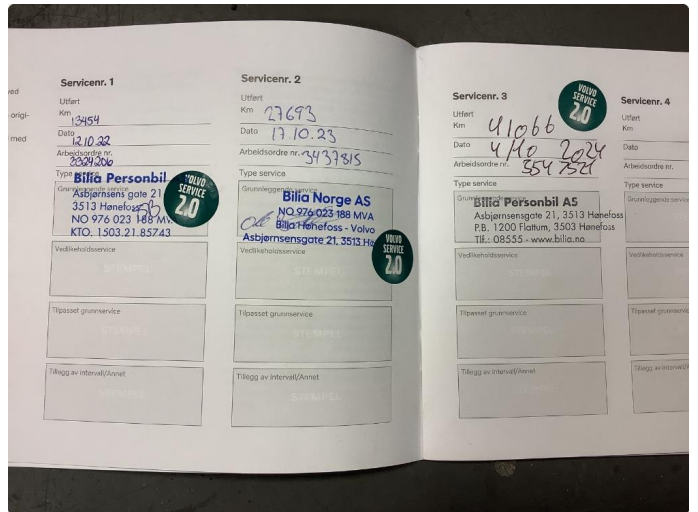 ved
origi-
med
Servicenr. 1
Utført
Km 13454
Dato 12.10.22
Arbeidsordre nr.
Type service
Grunnleggende service
Bilia Personbil
Asbjørnsens gate 21
3513 Hønefoss
NO 976 023 188 MV
KTO. 1503.21.85743
VOLVO
SERVICE
2.0
Vedlikeholdsservice
STEMPEL
Tilpasset grunnservice
STEMPEL
Tillegg av intervall/Annet
STEMPEL
Servicenr. 2
Utført
Km 27693
Dato 17.10.23
Arbeidsordre nr. 3437815
Type service
Grunnleggende service
Bilia Norge AS
NO 976 023 188 MVA
Bilia Hønefoss - Volvo
Asbjørnsensgate 21, 3513 Hø
VOLVO
SERVICE
2.0
Vedlikeholdsservice
STEMPEL
Tilpasset grunnservice
STEMPEL
Tillegg av intervall/Annet
STEMPEL
Servicenr. 3
VOLVO
SERVICE
2.0
Utført
Km 41066
Dato 4/10 2024
Arbeidsordre nr. 554 7521
Type service
Grunnleggende service
Bilia Personbil AS
Asbjørnsensgate 21, 3513 Hønefoss
P.B. 1200 Flattum, 3503 Hønefoss
Tlf.: 08555 - www.bilia.no
Vedlikeholdsservice
STEMPEL
Tilpasset grunnservice
STEMPEL
Tillegg av intervall/Annet
STEMPEL
Servicenr. 4
Utført
Km
Dato
Arbeidsordre nr.
Type service
Grunnleggende service
Vedlikeholdsservice
Tilpasset grunnservice
Tillegg av intervall/Annet